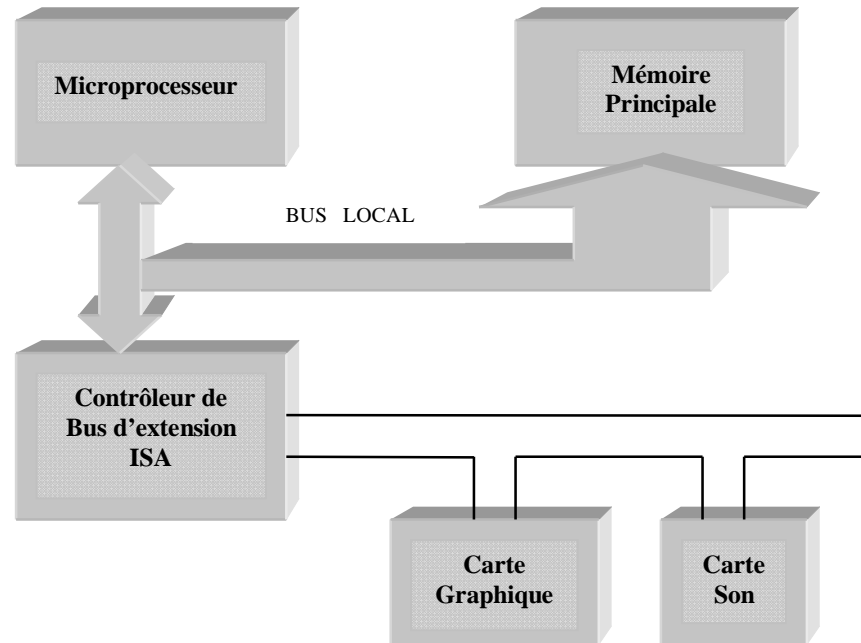 Microprocesseur
Mémoire
Principale
BUS LOCAL
Contrôleur de
Bus d’extension
ISA
Carte
Graphique
Carte
Son